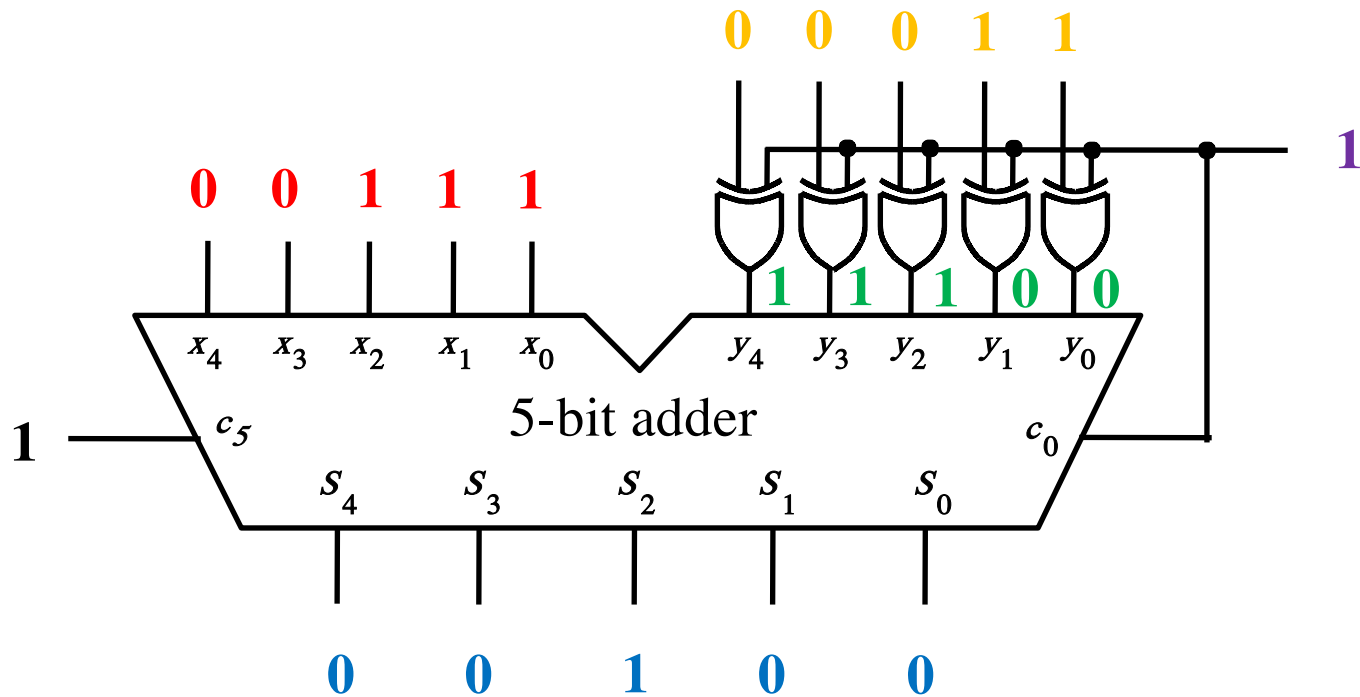 0 0 0 1 1
1
0 0 1 1 1
1 1 1 0 0
x4 x3 x2 x1 x0 y4 y3 y2 y1 y0
5-bit adder
1 c5 c0
S4 S3 S2 S1 S0
0 0 1 0 0